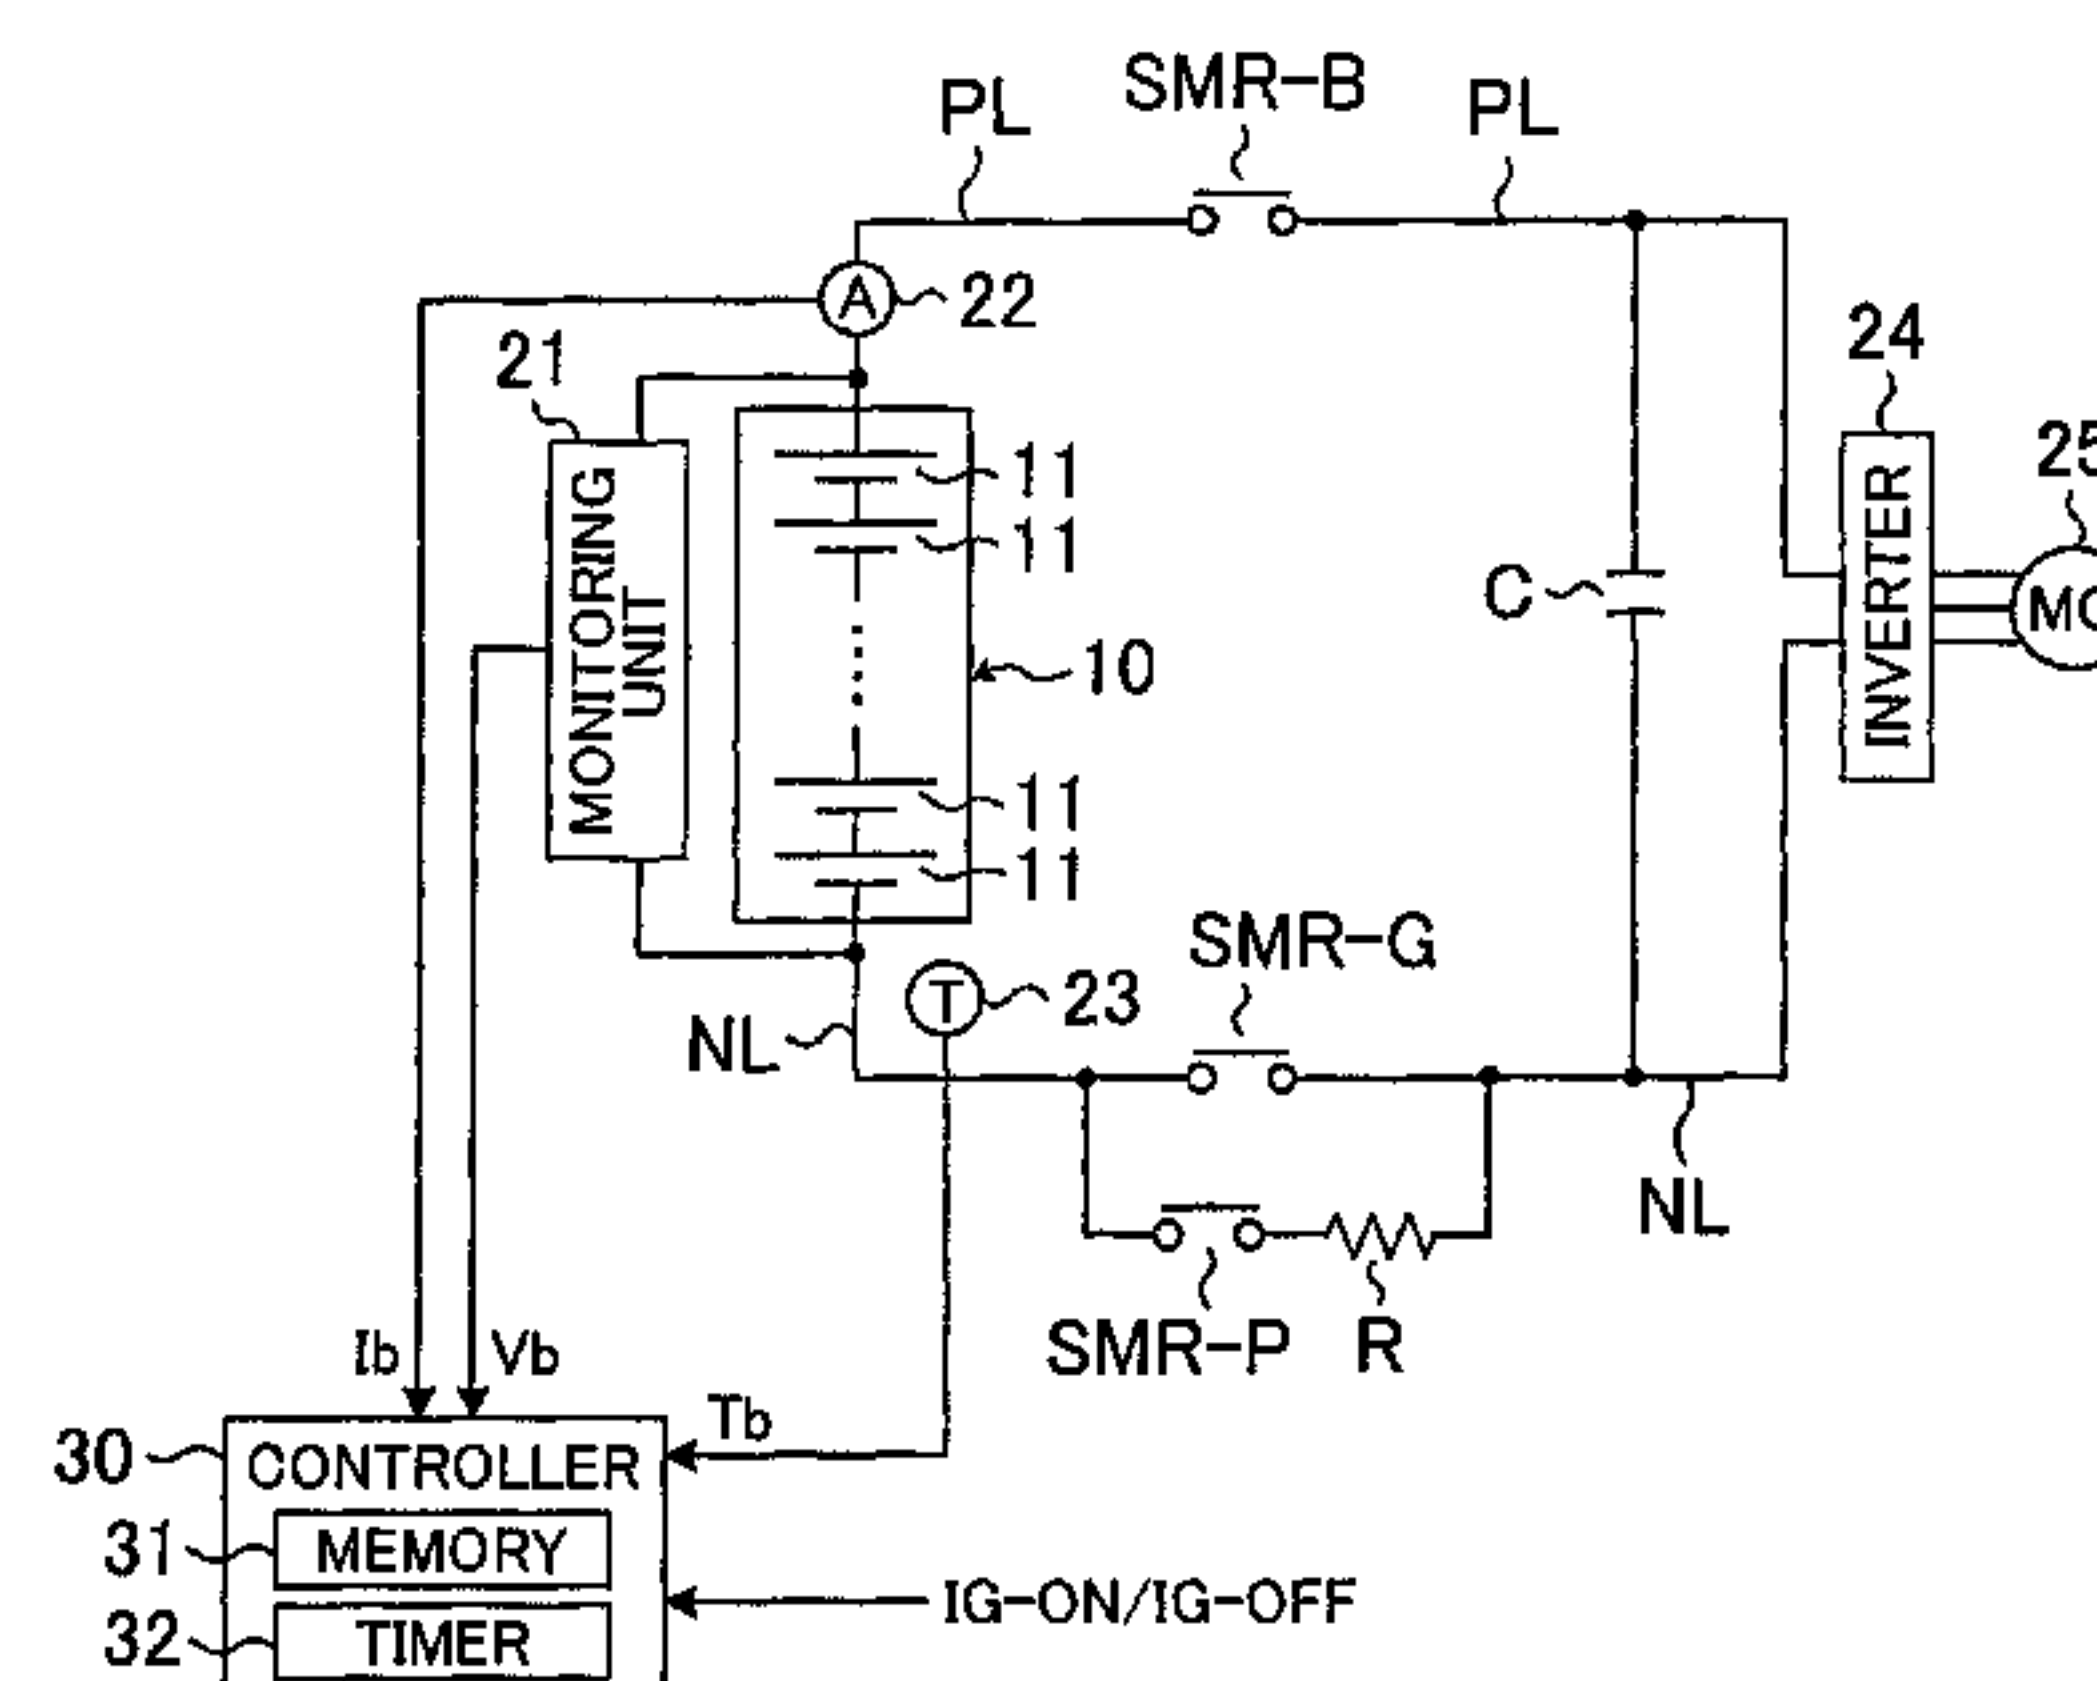 SMR-B
PL
PL
A
22
21
24
25
11
11
MONITORING
UNIT
INVERTER
C
10
11
11
SMR-G
T
23
NL
NL
SMR-P
R
Ib
Vb
Tb
30
CONTROLLER
31
MEMORY
IG-ON/IG-OFF
32
TIMER